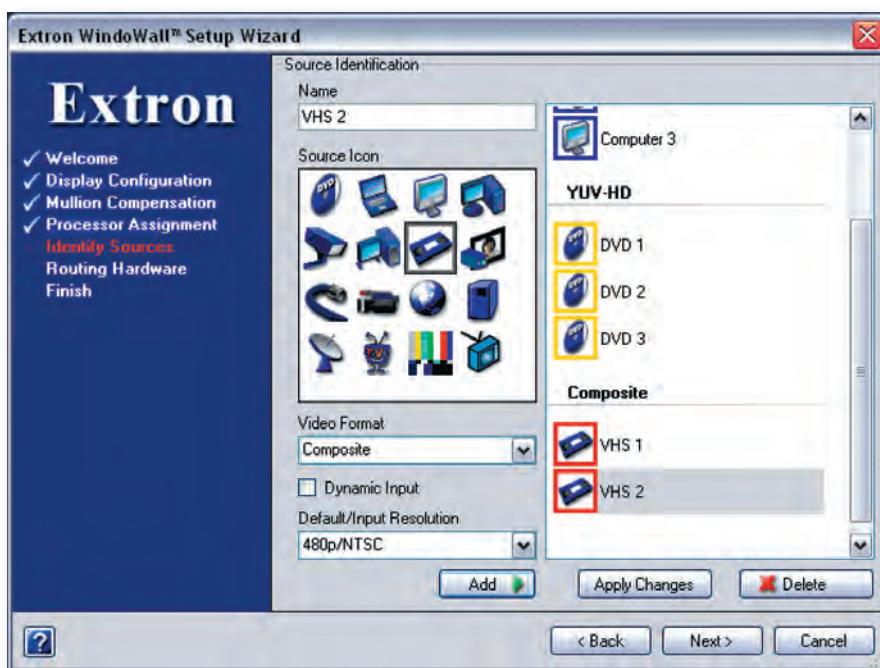 Extron WindoWall™ Setup Wizard
Extron
Welcome
Display Configuration
Mullion Compensation
Processor Assignment
Identify Sources
Routing Hardware
Finish
Source Identification
Name
VHS 2
Source Icon
DVD
Video Format
Composite
Dynamic Input
Default/Input Resolution
480p/NTSC
Add
Computer 3
YUV-HD
DVD 1
DVD 2
DVD 3
Composite
VHS 1
VHS 2
Apply Changes
Delete
?
< Back
Next >
Cancel